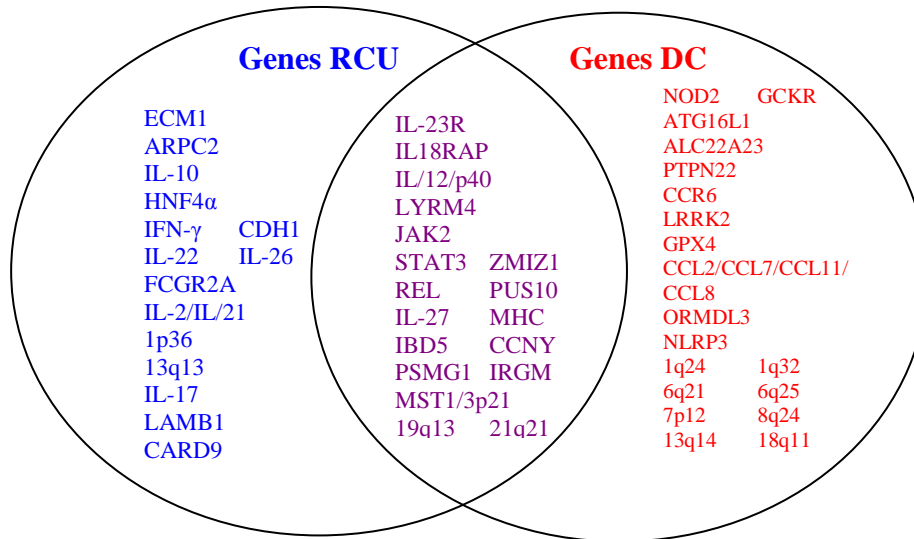 Genes RCU
ECM1
ARPC2
IL-10
HNF4α
IFN-γ CDH1
IL-22 IL-26
FCGR2A
IL-2/IL/21
1p36
13q13
IL-17
LAMB1
CARD9
IL-23R
IL18RAP
IL/12/p40
LYRM4
JAK2
STAT3 ZMIZ1
REL PUS10
IL-27 MHC
IBD5 CCNY
PSMG1 IRGM
MST1/3p21
19q13 21q21
Genes DC
NOD2 GCKR
ATG16L1
ALC22A23
PTPN22
CCR6
LRRK2
GPX4
CCL2/CCL7/CCL11/
CCL8
ORMDL3
NLRP3
1q24 1q32
6q21 6q25
7p12 8q24
13q14 18q11